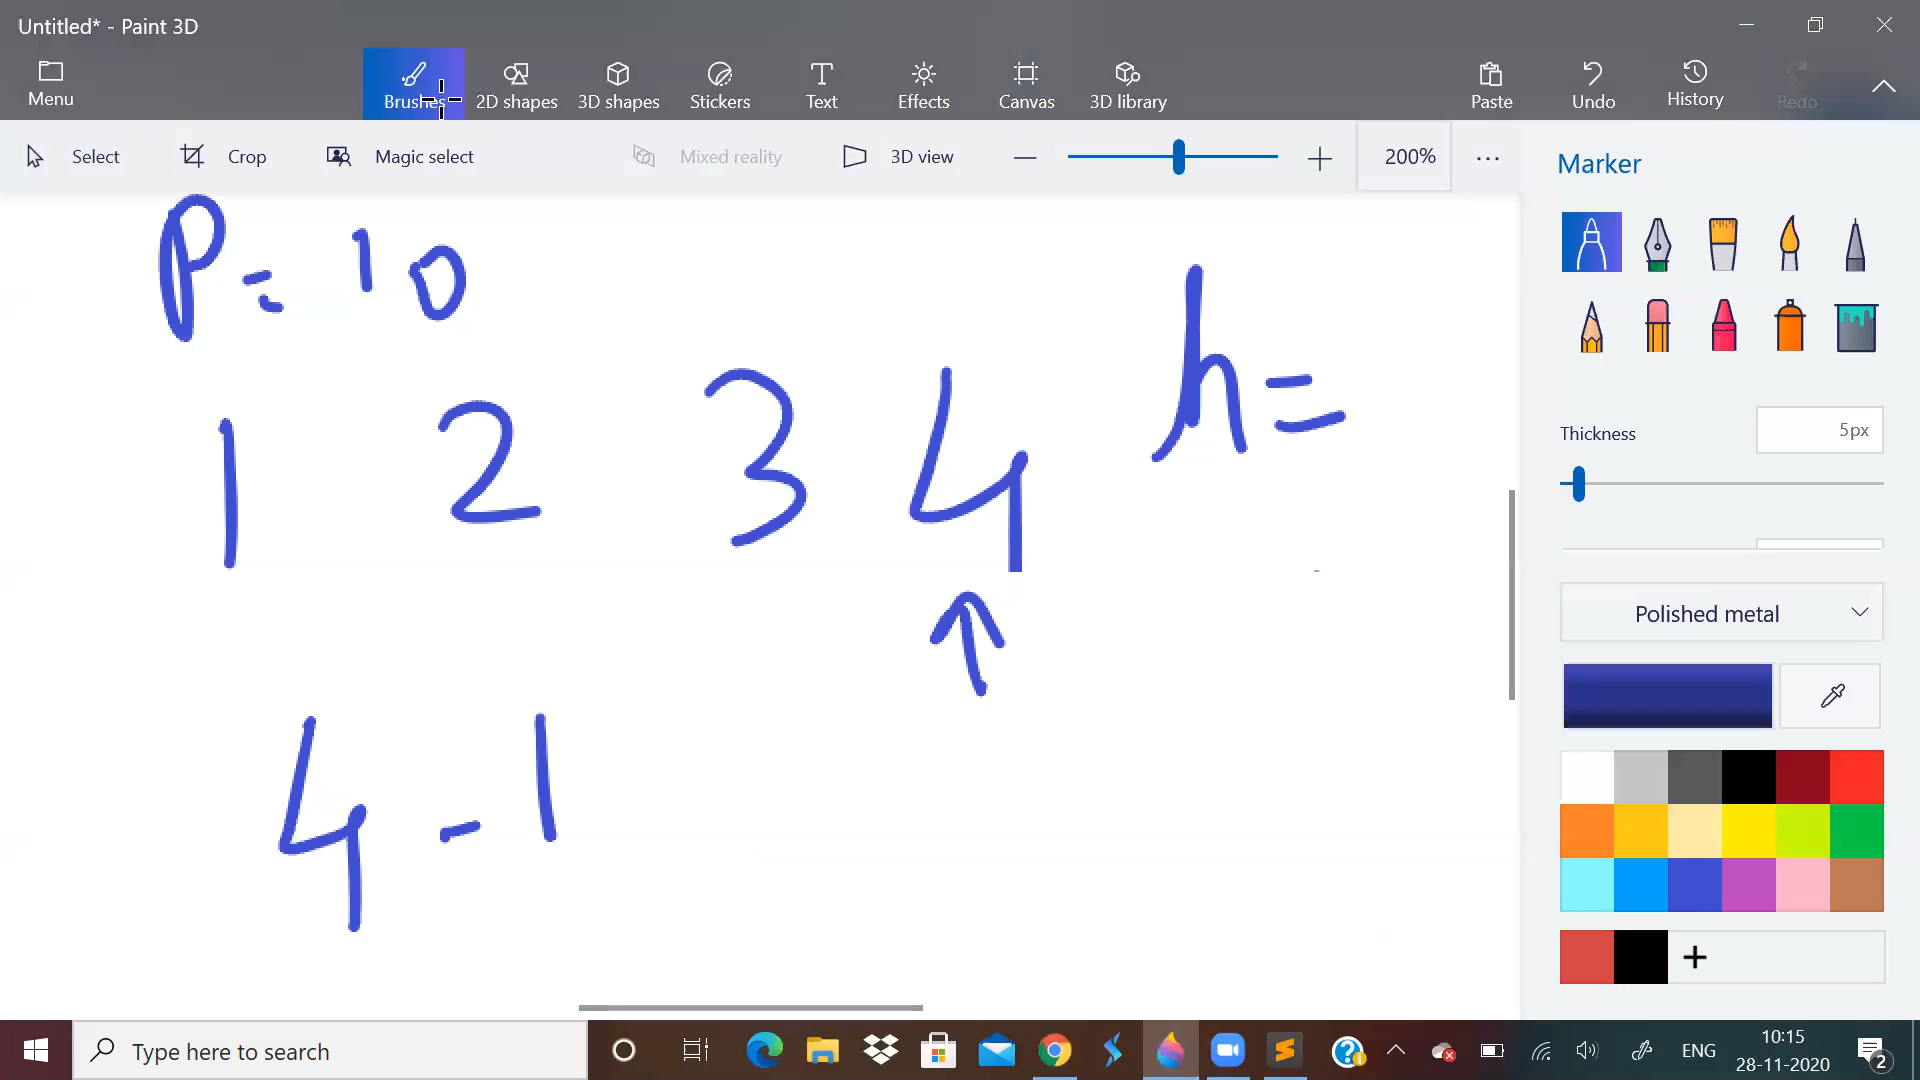 Untitled* - Paint 3D
Menu
Brushes
2D shapes
3D shapes
Stickers
Text
Effects
Canvas
3D library
Paste
Undo
History
Redo
Select
Crop
Magic select
Mixed reality
3D view
200%
Marker
P = 10
1 2 3 4 h =
4 - 1
Thickness
5px
Polished metal
Type here to search
ENG
10:15
28-11-2020
2